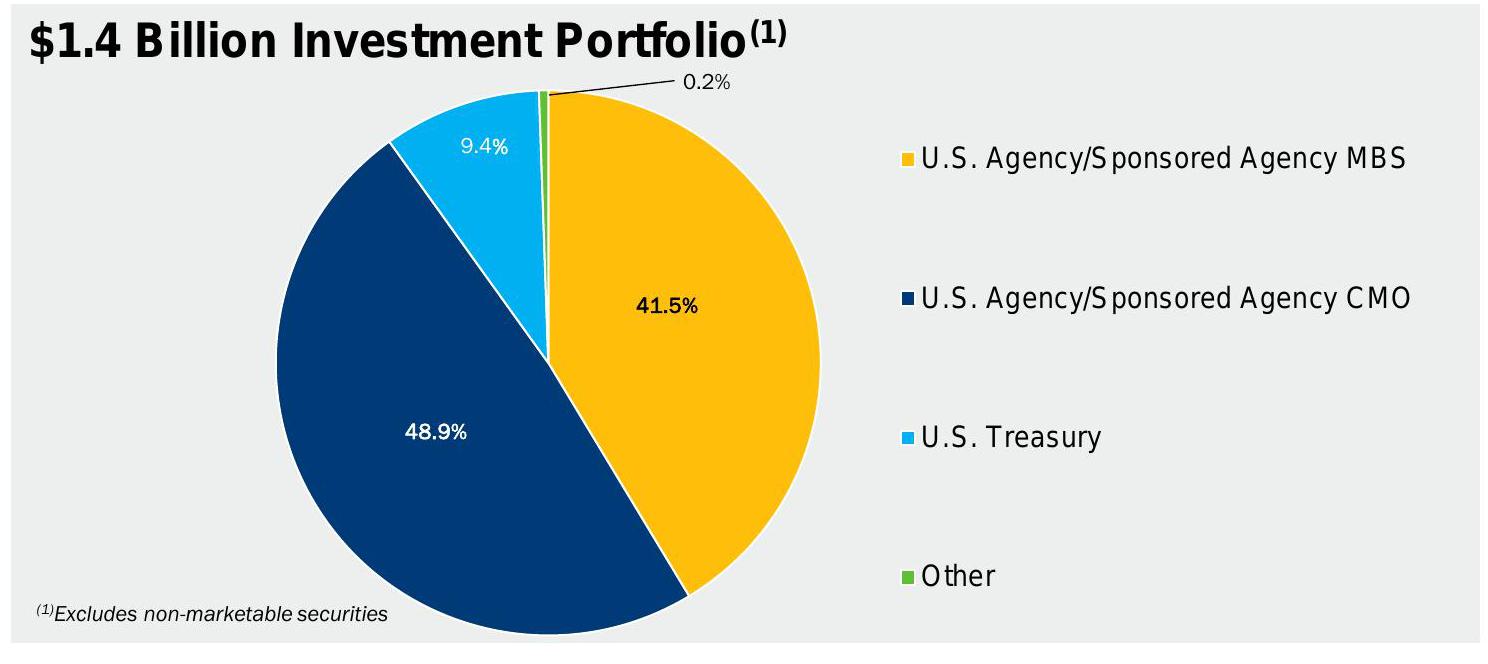 $1.4 Billion Investment Portfolio(1)
0.2%
9.4%
41.5%
48.9%
U.S. Agency/Sponsored Agency MBS
U.S. Agency/Sponsored Agency CMO
U.S. Treasury
Other
(1)Excludes non-marketable securities